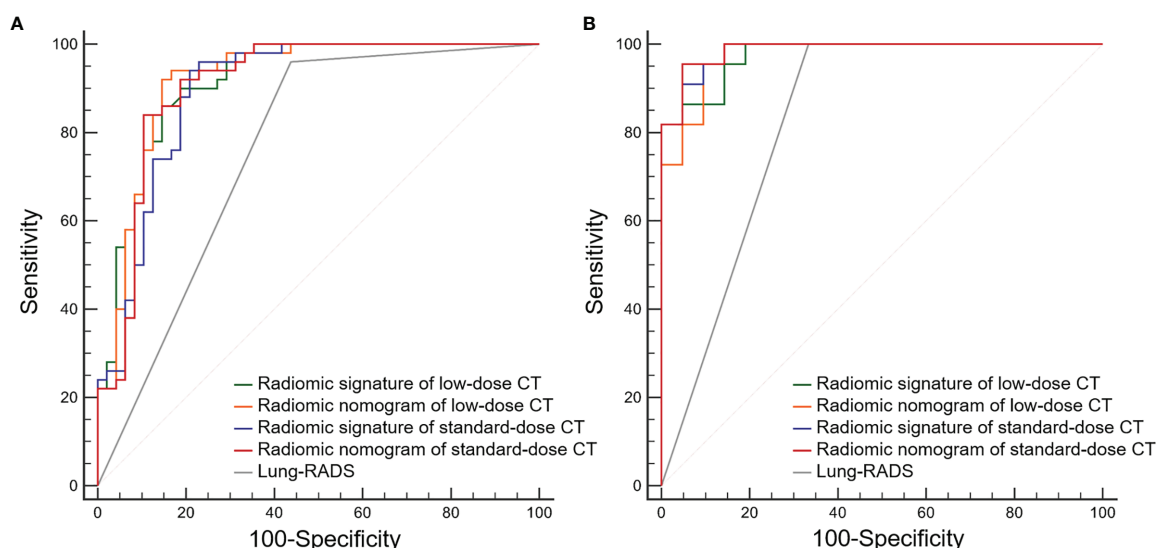 A
100
80
60
40
20
0
Sensitivity
Radiomic signature of low-dose CT
Radiomic nomogram of low-dose CT
Radiomic signature of standard-dose CT
Radiomic nomogram of standard-dose CT
Lung-RADS
0 20 40 60 80 100
100-Specificity
B
100
80
60
40
20
0
Sensitivity
Radiomic signature of low-dose CT
Radiomic nomogram of low-dose CT
Radiomic signature of standard-dose CT
Radiomic nomogram of standard-dose CT
Lung-RADS
0 20 40 60 80 100
100-Specificity